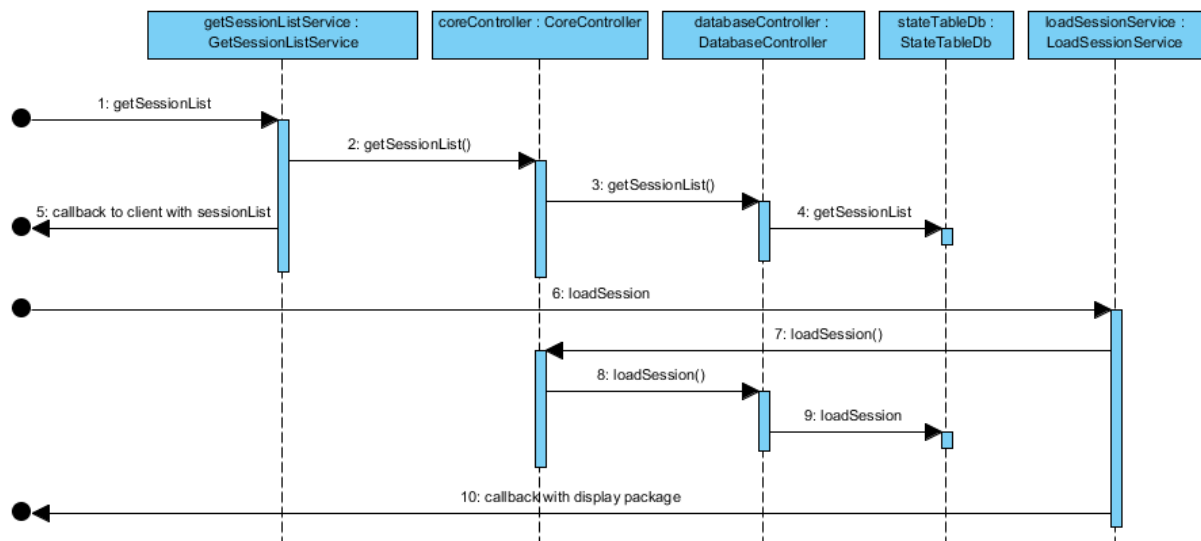 getSessionListService :
GetSessionListService
coreController : CoreController
databaseController :
DatabaseController
stateTableDb :
StateTableDb
loadSessionService :
LoadSessionService
1: getSessionList
2: getSessionList()
3: getSessionList()
5: callback to client with sessionList
4: getSessionList
6: loadSession
7: loadSession()
8: loadSession()
9: loadSession
10: callback with display package